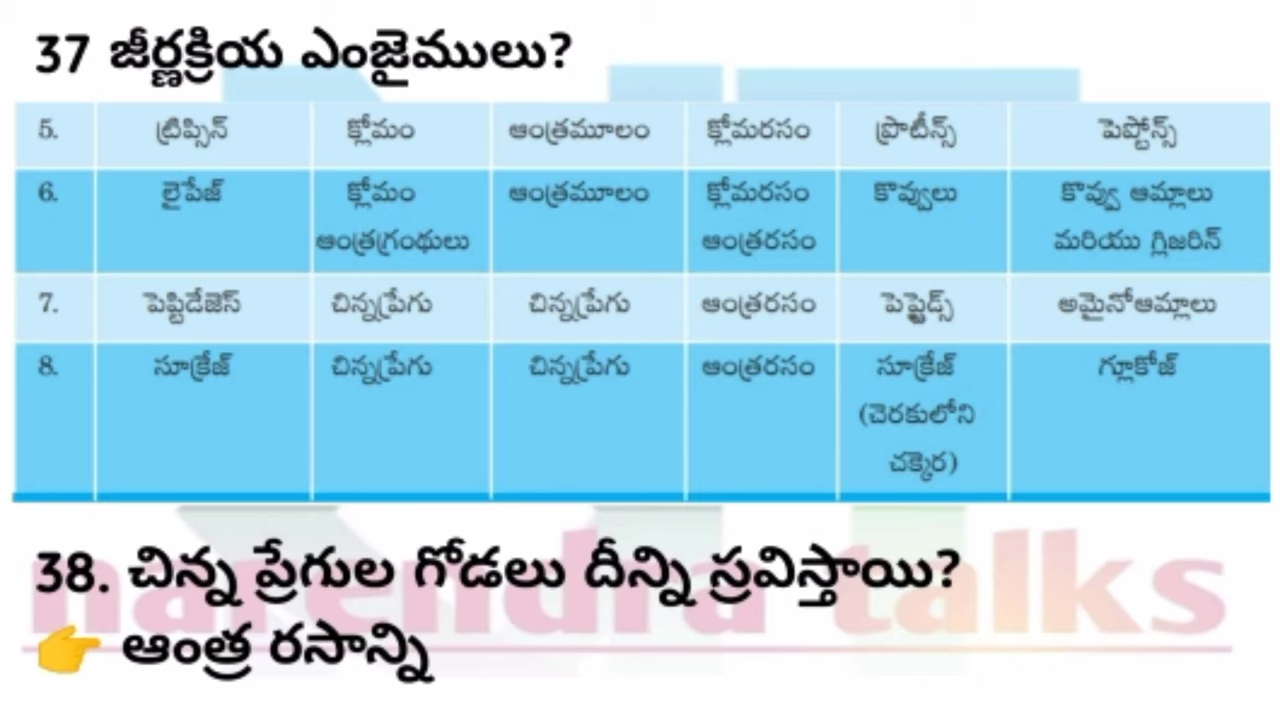 37 జీర్ణక్రియ ఎంజైములు?
5. ట్రిప్సిన్ క్లోమం ఆంత్రమూలం క్లోమరసం ప్రొటీన్స్ పెప్టోన్స్
6. లైపేజ్ క్లోమం ఆంత్రమూలం క్లోమరసం కొవ్వులు కొవ్వు ఆమ్లాలు
ఆంత్రగ్రంథులు ఆంత్రరసం మరియు గ్లిజరిన్
7. పెప్టిడేజెస్ చిన్నప్రేగు చిన్నప్రేగు ఆంత్రరసం పెప్టైడ్స్ అమైనోఆమ్లాలు
8. సూక్రేజ్ చిన్నప్రేగు చిన్నప్రేగు ఆంత్రరసం సూక్రేజ్ గ్లూకోజ్
(చెరకులోని
చక్కెర)
38. చిన్న ప్రేగుల గోడలు దీన్ని స్రవిస్తాయి?
👉 ఆంత్ర రసాన్ని
narendra talks